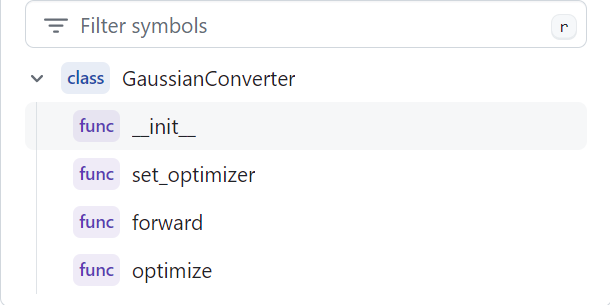 Filter symbols r
class GaussianConverter
func __init__
func set_optimizer
func forward
func optimize